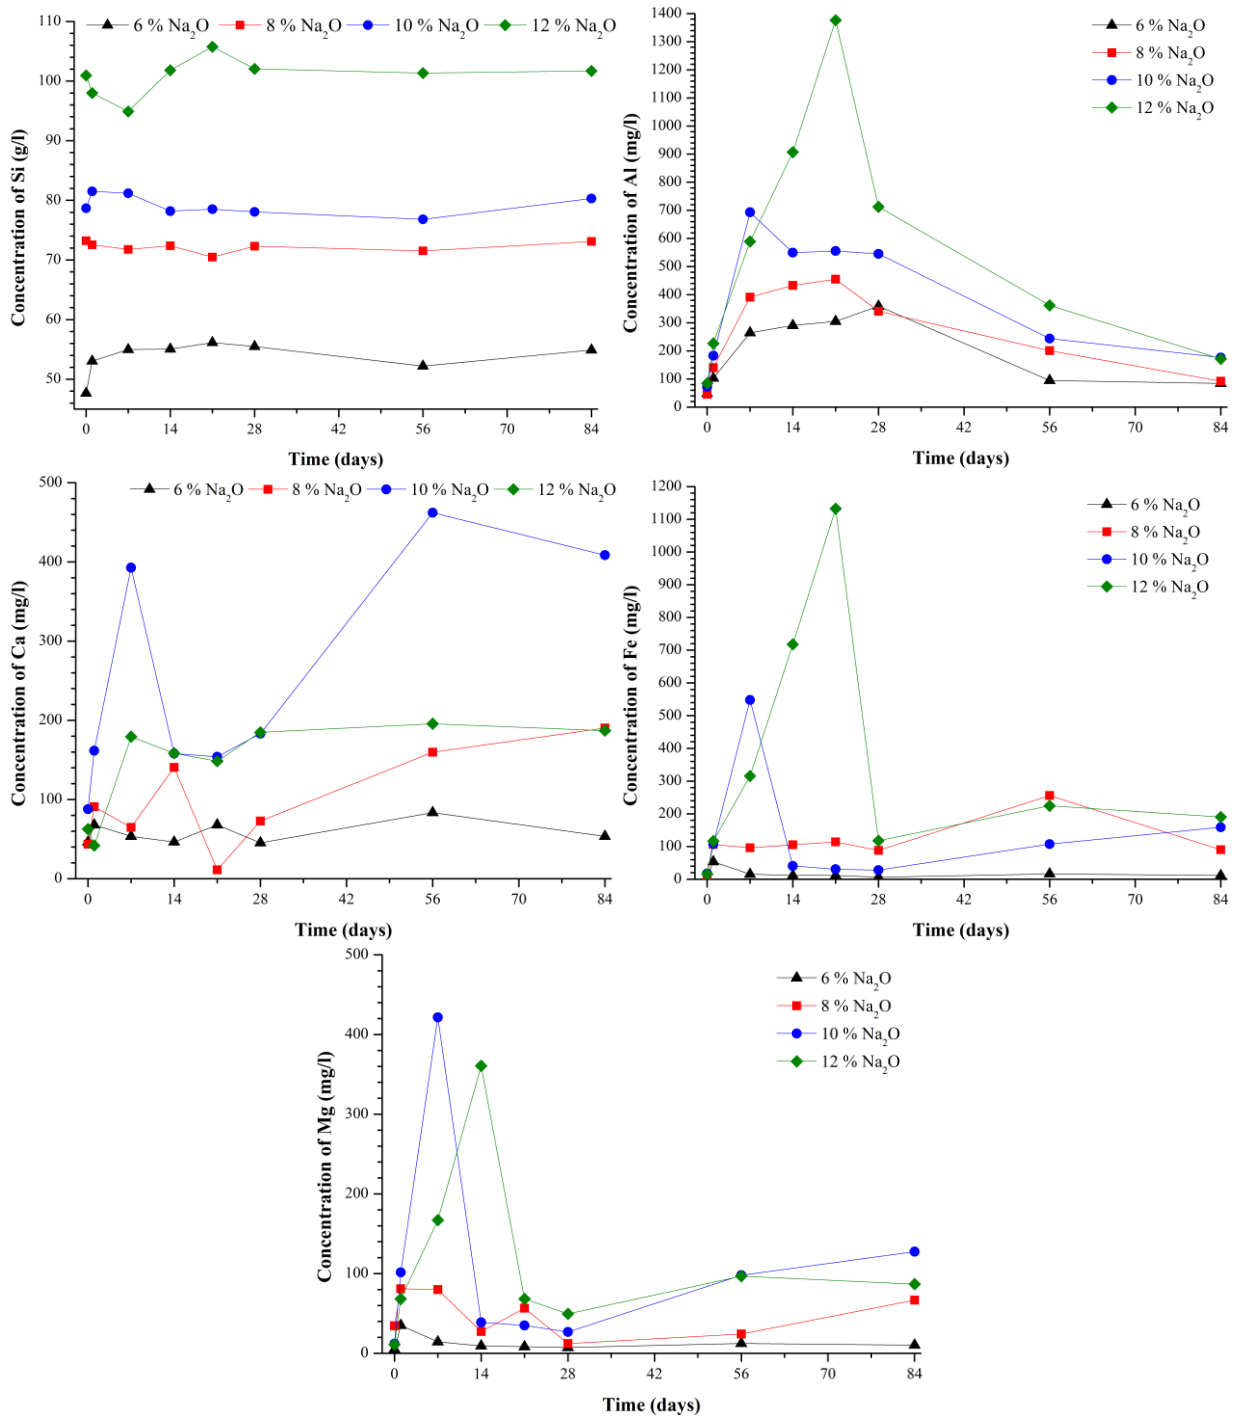 6 % Na₂O 8 % Na₂O 10 % Na₂O 12 % Na₂O
110
100
90
80
70
60
50
Concentration of Si (g/l)
0 14 28 42 56 70 84
Time (days)
1400
1300
1200
1100
1000
900
800
700
600
500
400
300
200
100
0
Concentration of Al (mg/l)
6 % Na₂O
8 % Na₂O
10 % Na₂O
12 % Na₂O
0 14 28 42 56 70 84
Time (days)
6 % Na₂O 8 % Na₂O 10 % Na₂O 12 % Na₂O
500
400
300
200
100
0
Concentration of Ca (mg/l)
0 14 28 42 56 70 84
Time (days)
1200
1100
1000
900
800
700
600
500
400
300
200
100
0
Concentration of Fe (mg/l)
6 % Na₂O
8 % Na₂O
10 % Na₂O
12 % Na₂O
0 14 28 42 56 70 84
Time (days)
500
400
300
200
100
0
Concentration of Mg (mg/l)
6 % Na₂O
8 % Na₂O
10 % Na₂O
12 % Na₂O
0 14 28 42 56 70 84
Time (days)